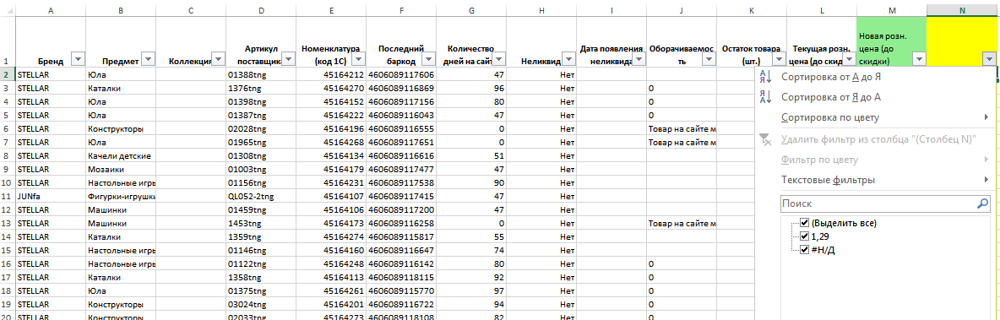 A B C D E F G H I J K L M N
Новая розн.
Артикул Номенклатура Последний Количество Дата появления Оборачиваемос Остаток товара Текущая розн. цена (до
1 Бренд Предмет Коллекция поставщика (код 1С) баркод дней на сайт Неликвид неликвида ть (шт.) цена (до скид скидки)
2 STELLAR Юла 01388tng 45164212 4606089117606 47 Нет
3 STELLAR Каталки 1376tng 45164270 4606089116869 96 Нет 0
4 STELLAR Юла 01398tng 45164152 4606089117156 80 Нет 0
5 STELLAR Юла 01387tng 45164222 4606089116043 47 Нет 0
6 STELLAR Конструкторы 02028tng 45164196 4606089116555 0 Нет Товар на сайте м
7 STELLAR Юла 01965tng 45164268 4606089117651 0 Нет Товар на сайте м
8 STELLAR Качели детские 01308tng 45164134 4606089116616 51 Нет
9 STELLAR Мозаики 01003tng 45164179 4606089117477 47 Нет
10 STELLAR Настольные игры 01156tng 45164231 4606089117538 90 Нет
11 JUNfa Фигурки-игрушки QL052-2tng 45164107 4606089117415 47 Нет
12 STELLAR Машинки 01459tng 45164106 4606089117200 47 Нет
13 STELLAR Машинки 1453tng 45164173 4606089116258 0 Нет Товар на сайте м
14 STELLAR Каталки 1359tng 45164274 4606089115817 55 Нет
15 STELLAR Настольные игры 01146tng 45164160 4606089116647 74 Нет
16 STELLAR Настольные игры 01122tng 45164248 4606089116142 80 Нет 0
17 STELLAR Каталки 1358tng 45164113 4606089118115 92 Нет 0
18 STELLAR Юла 01375tng 45164261 4606089115770 97 Нет 0
19 STELLAR Конструкторы 03024tng 45164201 4606089116722 94 Нет 0
20 STELLAR Конструкторы 02033tng 45164273 4606089118108 82 Нет 0
Сортировка от А до Я
Сортировка от Я до А
Сортировка по цвету
Удалить фильтр из столбца "(Столбец N)"
Фильтр по цвету
Текстовые фильтры
Поиск
(Выделить все)
1,29
#Н/Д